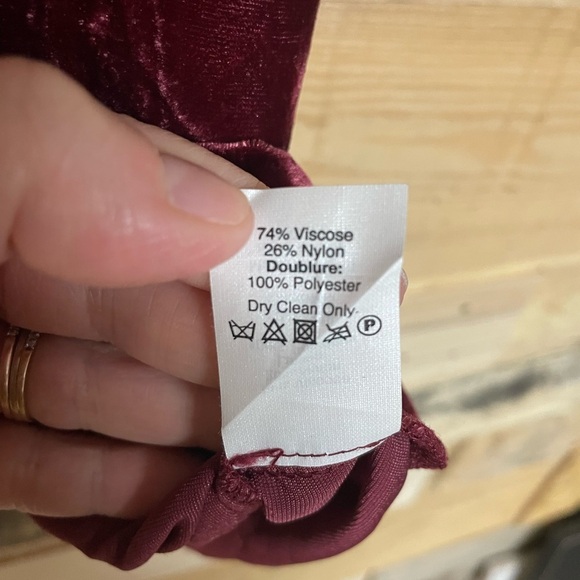 74% Viscose
26% Nylon
Doublure:
100% Polyester
Dry Clean Only
P